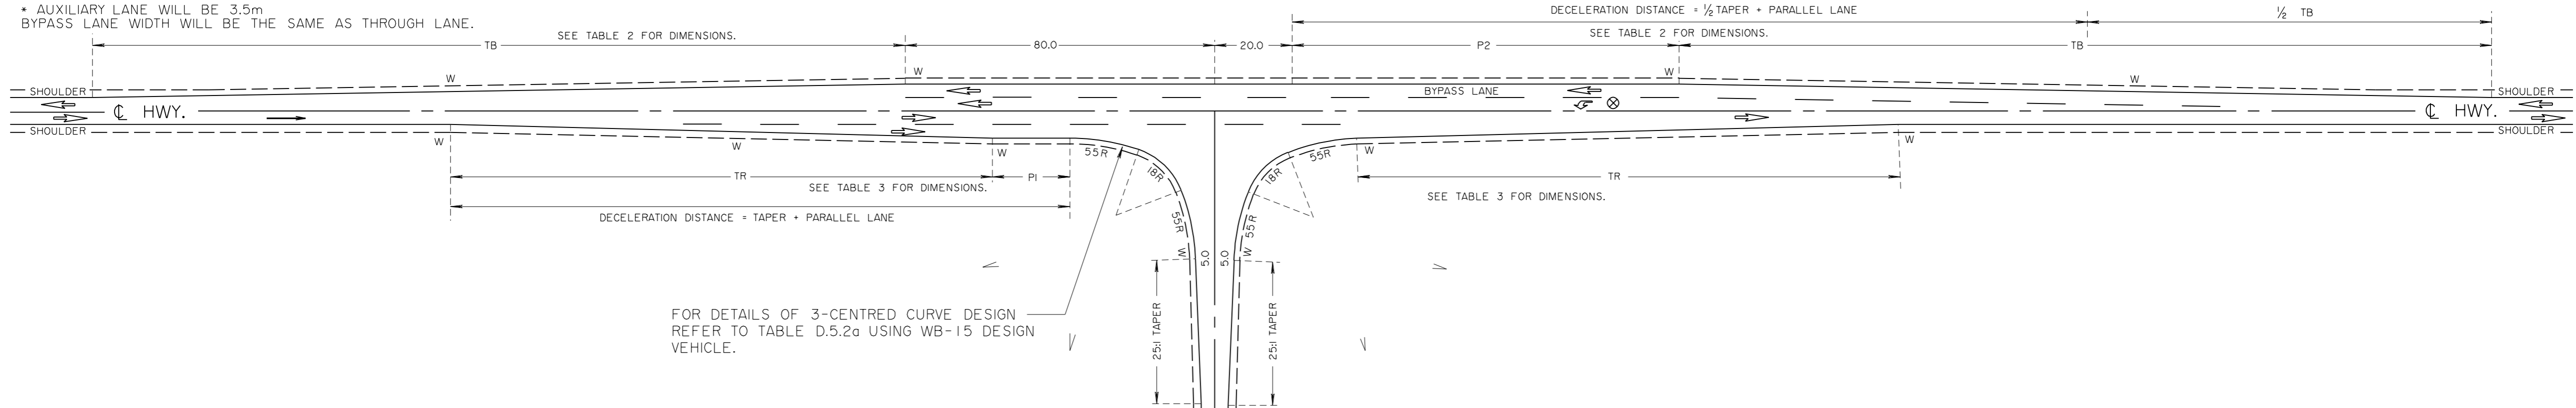 * AUXILIARY LANE WILL BE 3.5m
BYPASS LANE WIDTH WILL BE THE SAME AS THROUGH LANE.
DECELERATION DISTANCE = ½ TAPER + PARALLEL LANE
½ TB
SEE TABLE 2 FOR DIMENSIONS.
SEE TABLE 2 FOR DIMENSIONS.
TB
80.0
20.0
P2
TB
W
W
W
W
SHOULDER
BYPASS LANE
SHOULDER
℄ HWY.
℄ HWY.
SHOULDER
SHOULDER
W
W
W
55R
55R
W
W
18R
18R
TR
P1
TR
SEE TABLE 3 FOR DIMENSIONS.
SEE TABLE 3 FOR DIMENSIONS.
DECELERATION DISTANCE = TAPER + PARALLEL LANE
55R
55R
W
5.0
5.0
W
FOR DETAILS OF 3-CENTRED CURVE DESIGN
REFER TO TABLE D.5.2a USING WB-15 DESIGN
VEHICLE.
25:1 TAPER
25:1 TAPER